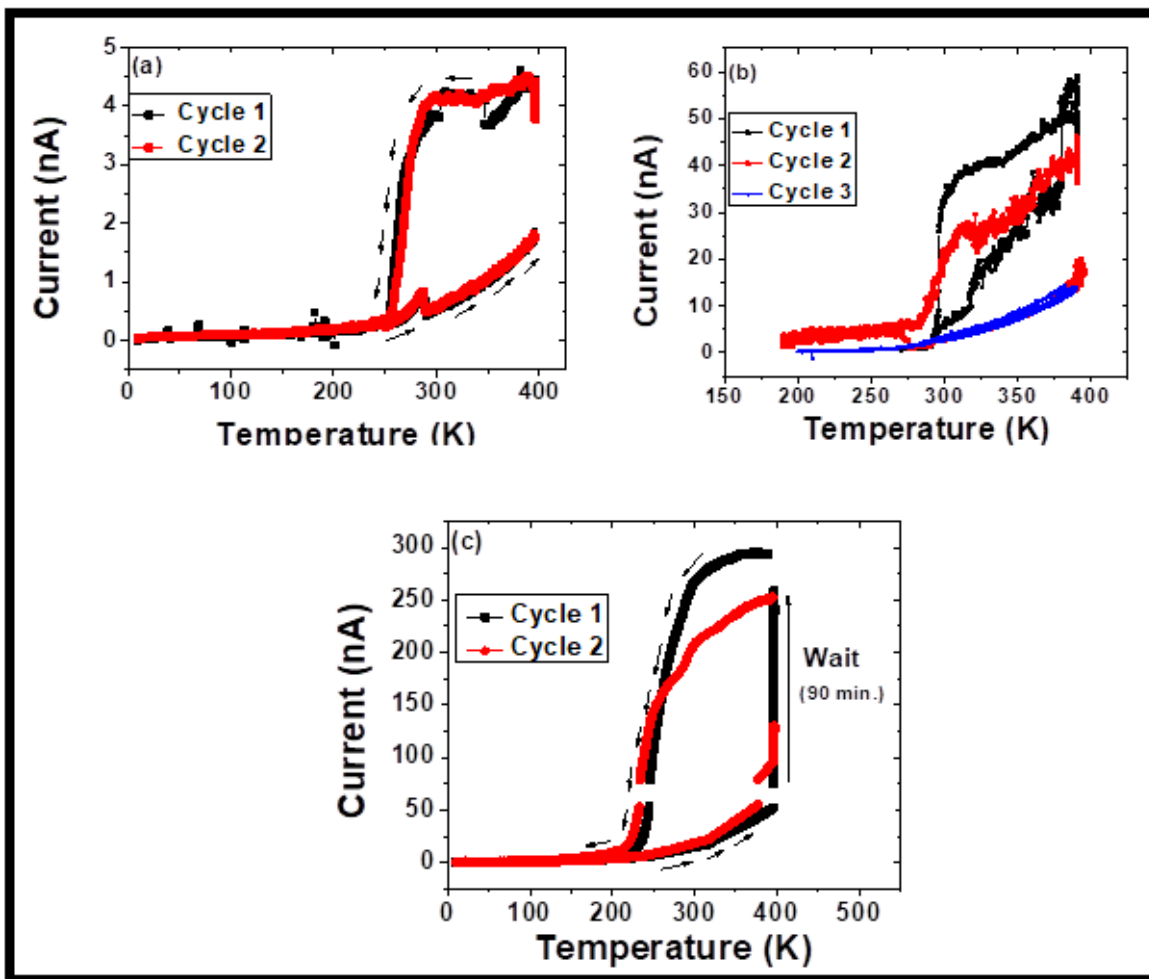 (a)
Cycle 1
Cycle 2
Current (nA)
5
4
3
2
1
0
0 100 200 300 400
Temperature (K)
(b)
Cycle 1
Cycle 2
Cycle 3
Current (nA)
60
50
40
30
20
10
0
150 200 250 300 350 400
Temperature (K)
(c)
Cycle 1
Cycle 2
Wait
(90 min.)
Current (nA)
300
250
200
150
100
50
0
0 100 200 300 400 500
Temperature (K)